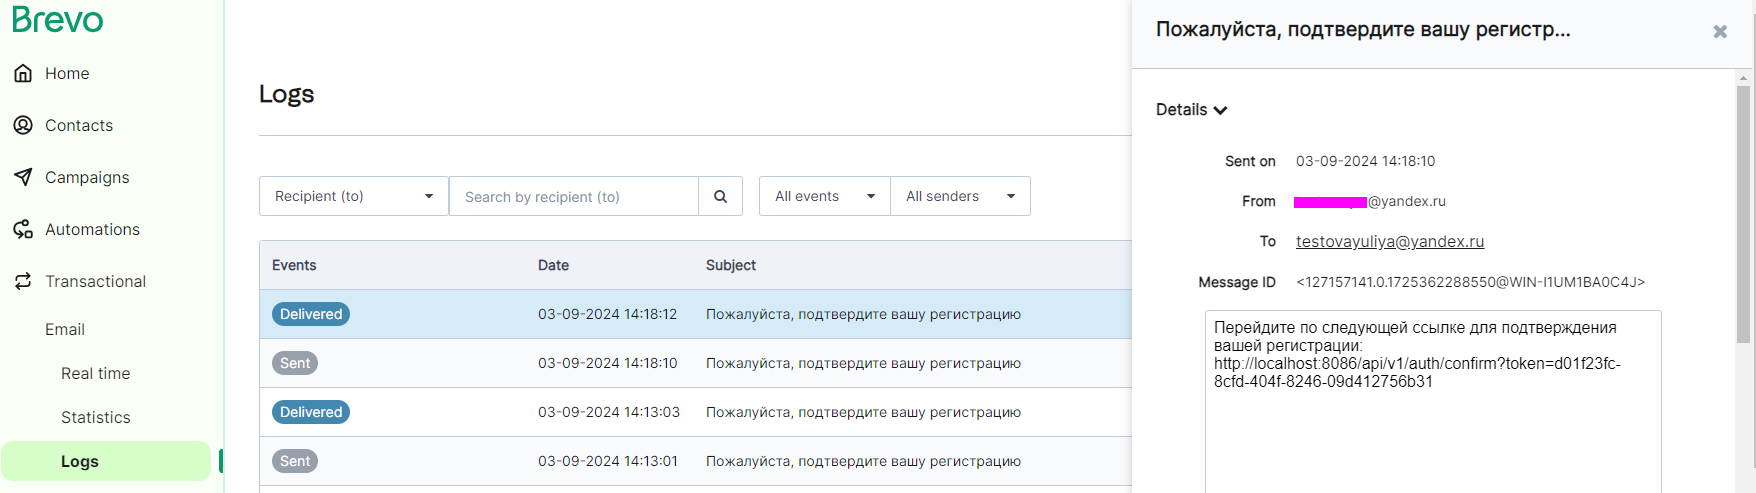 Brevo
Home
Contacts
Campaigns
Automations
Transactional
Email
Real time
Statistics
Logs
Logs
Recipient (to)
Search by recipient (to)
All events
All senders
Events Date Subject
Delivered 03-09-2024 14:18:12 Пожалуйста, подтвердите вашу регистрацию
Sent 03-09-2024 14:18:10 Пожалуйста, подтвердите вашу регистрацию
Delivered 03-09-2024 14:13:03 Пожалуйста, подтвердите вашу регистрацию
Sent 03-09-2024 14:13:01 Пожалуйста, подтвердите вашу регистрацию
Пожалуйста, подтвердите вашу регистр...
Details
Sent on 03-09-2024 14:18:10
From @yandex.ru
To testovayuliya@yandex.ru
Message ID <127157141.0.1725362288550@WIN-I1UM1BA0C4J>
Перейдите по следующей ссылке для подтверждения
вашей регистрации:
http://localhost:8086/api/v1/auth/confirm?token=d01f23fc-
8cfd-404f-8246-09d412756b31